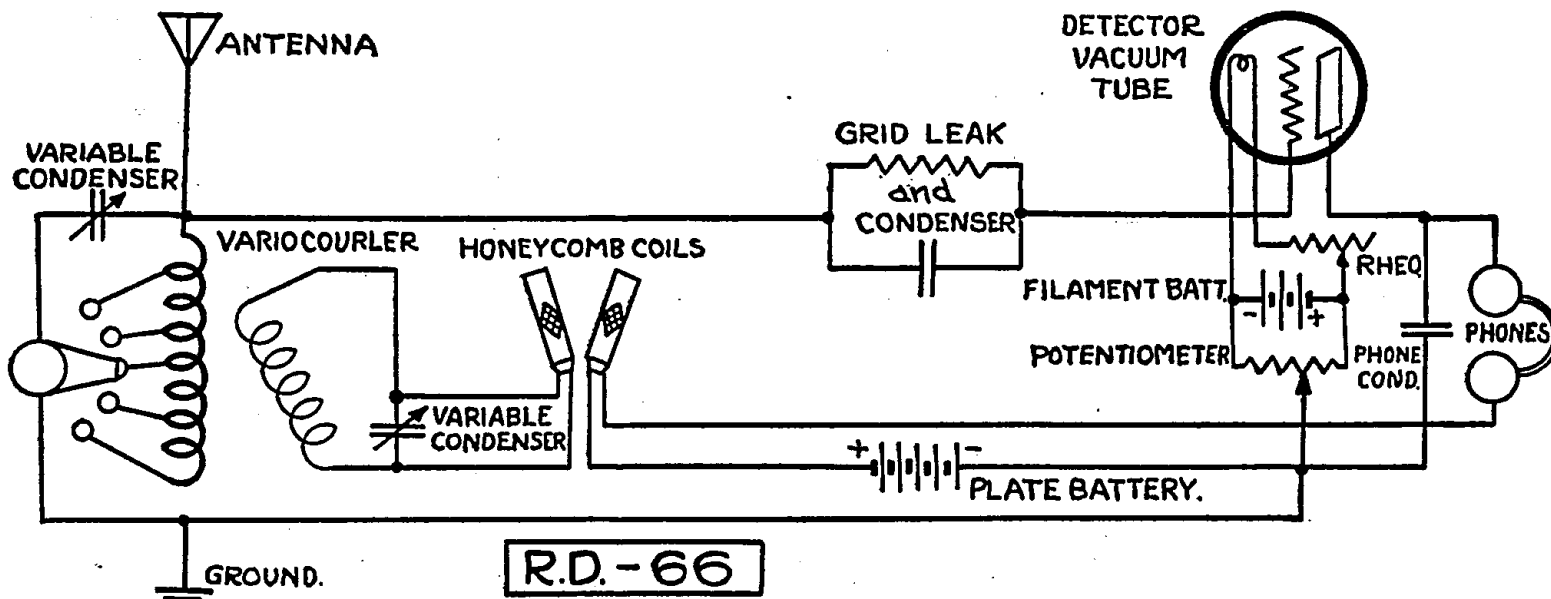 ANTENNA
DETECTOR
VACUUM
TUBE
VARIABLE
CONDENSER
GRID LEAK
and
CONDENSER
VARIOCOURLER
HONEYCOMB COILS
RHEO.
FILAMENT BATT.
- +
POTENTIOMETER
PHONE
COND.
PHONES
VARIABLE
CONDENSER
+ -
PLATE BATTERY.
GROUND.
R.D.-66